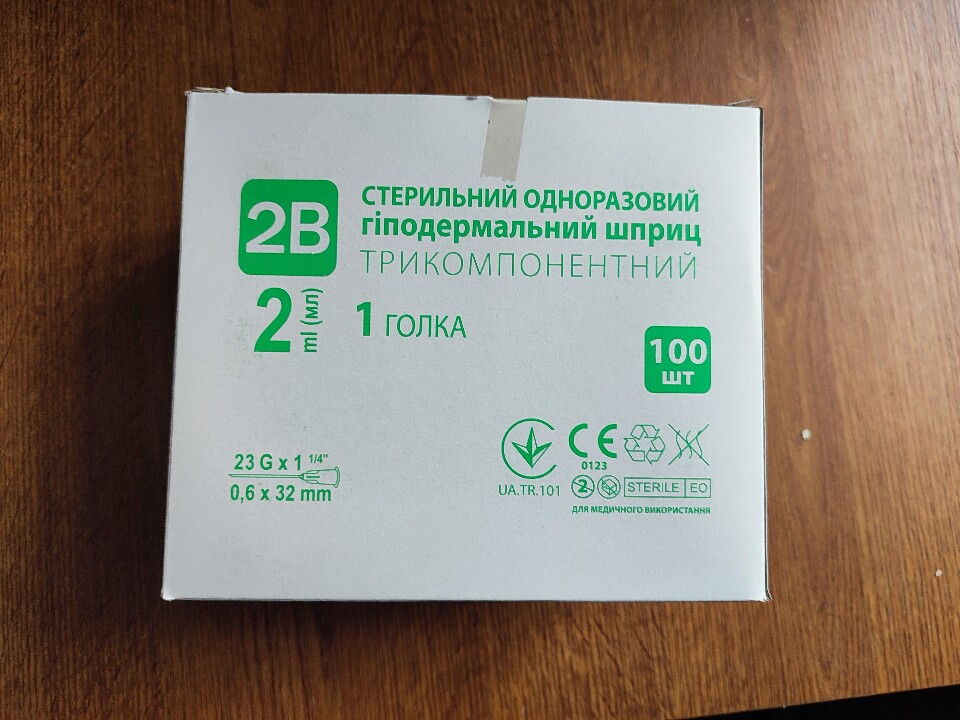 2B
СТЕРИЛЬНИЙ ОДНОРАЗОВИЙ
гіподермальний шприц
ТРИКОМПОНЕНТНИЙ
2 ml (мл)
1 ГОЛКА
100
ШТ
23 G x 1 1/4"
0,6 x 32 mm
UA.TR.101
CE
0123
2
STERILE EO
ДЛЯ МЕДИЧНОГО ВИКОРИСТАННЯ